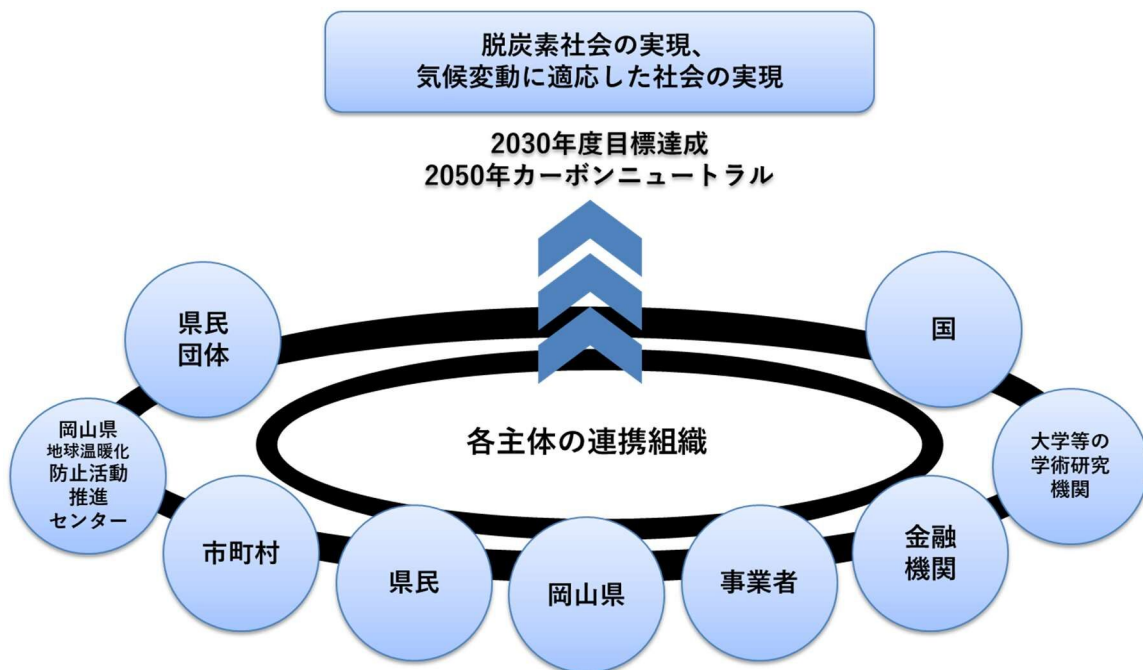 脱炭素社会の実現、
気候変動に適応した社会の実現
2030年度目標達成
2050年カーボンニュートラル
県民
団体
国
岡山県
地球温暖化
防止活動
推進
センター
各主体の連携組織
大学等の
学術研究
機関
市町村
県民
岡山県
事業者
金融
機関